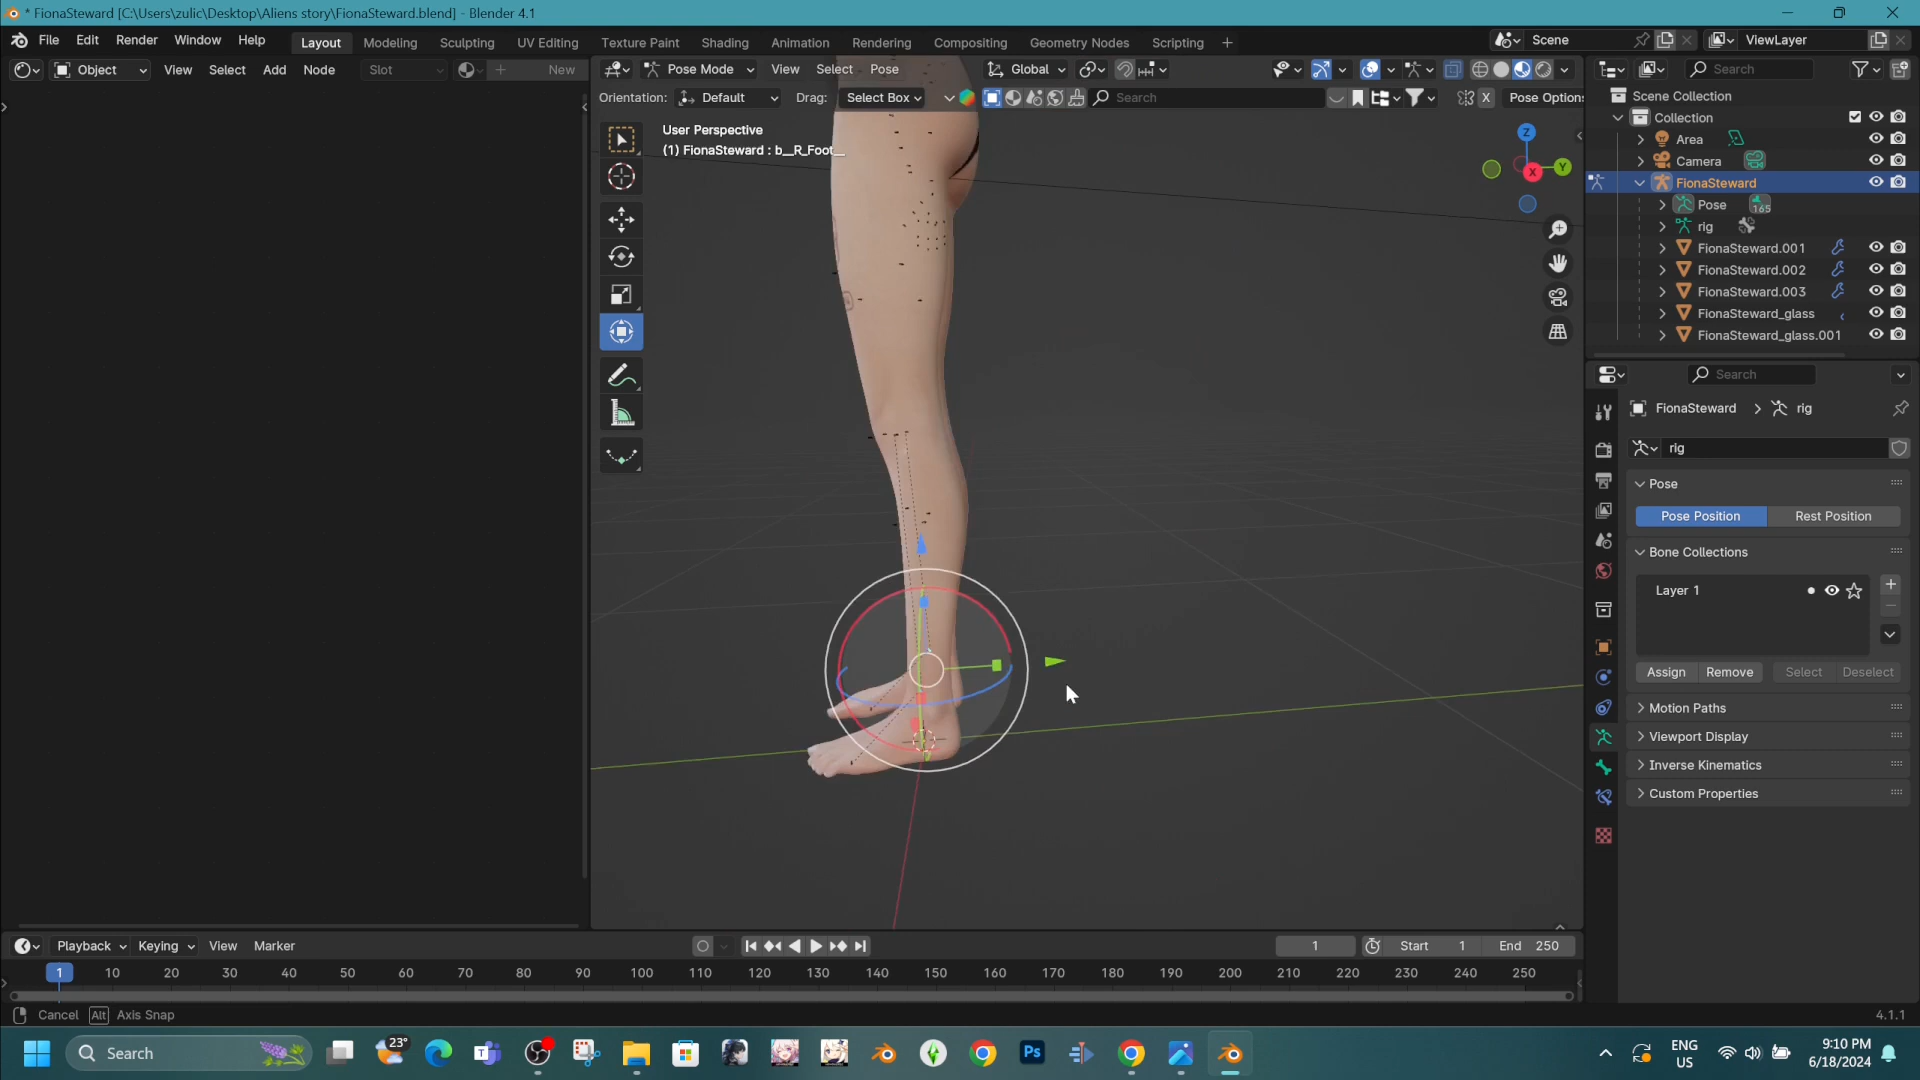 * FionaSteward [C:\Users\zulic\Desktop\Aliens story\FionaSteward.blend] - Blender 4.1
File Edit Render Window Help Layout Modeling Sculpting UV Editing Texture Paint Shading Animation Rendering Compositing Geometry Nodes Scripting + Scene ViewLayer
Object View Select Add Node Slot New Pose Mode View Select Pose Global Search
Orientation: Default Drag: Select Box Search X Pose Options
Scene Collection
Collection
Area
Camera
FionaSteward
Pose 165
rig
FionaSteward.001
FionaSteward.002
FionaSteward.003
FionaSteward_glass
FionaSteward_glass.001
User Perspective
(1) FionaSteward : b__R_Foot__
Z
Y
X
Search
FionaSteward > rig
rig
Pose
Pose Position Rest Position
Bone Collections
Layer 1
Assign Remove Select Deselect
Motion Paths
Viewport Display
Inverse Kinematics
Custom Properties
Playback Keying View Marker 1 Start 1 End 250
1 10 20 30 40 50 60 70 80 90 100 110 120 130 140 150 160 170 180 190 200 210 220 230 240 250
Cancel Alt Axis Snap 4.1.1
Search 23° Ps ENG US 9:10 PM
6/18/2024